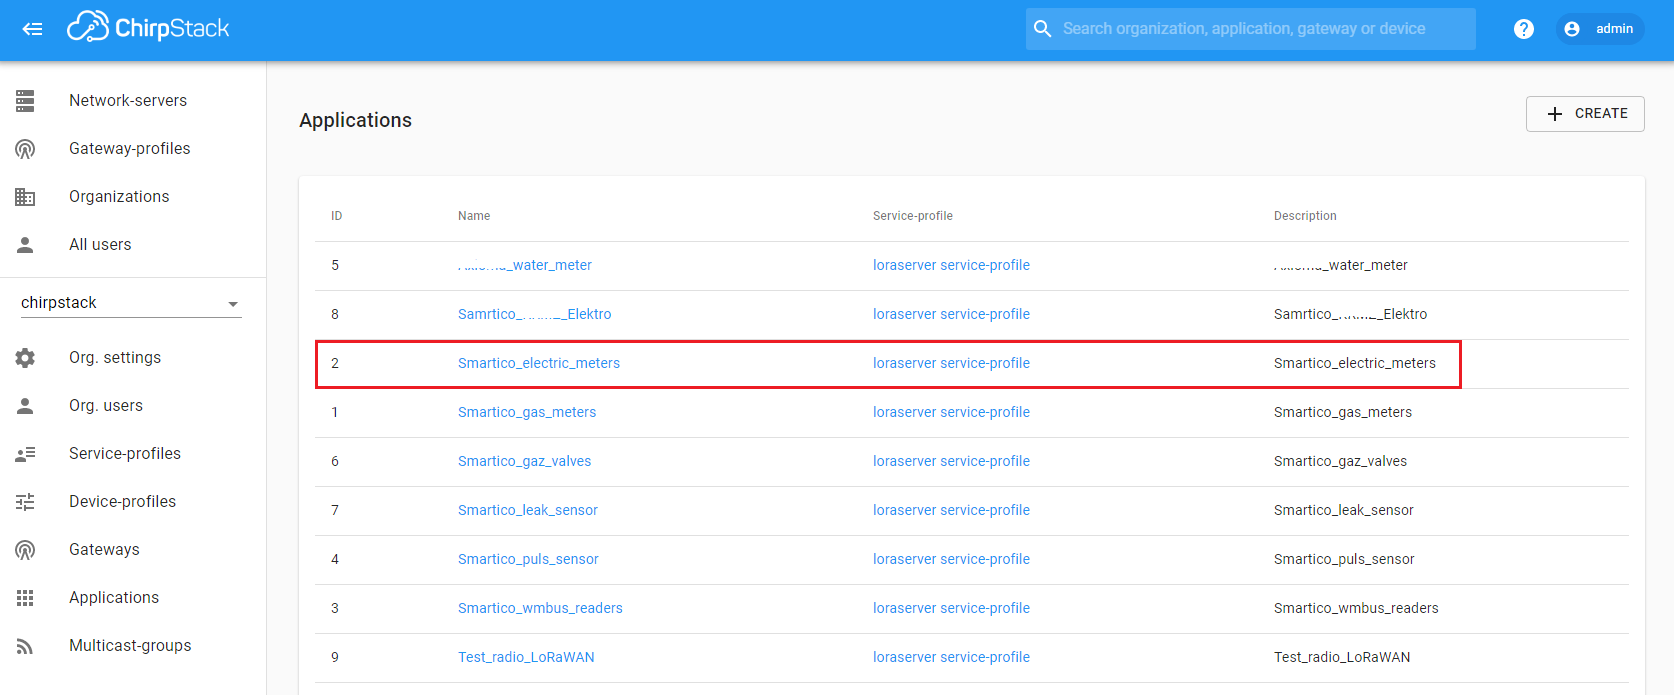 ChirpStack
Search organization, application, gateway or device
? admin
Network-servers
Gateway-profiles
Organizations
All users
chirpstack
Org. settings
Org. users
Service-profiles
Device-profiles
Gateways
Applications
Multicast-groups
Applications
+ CREATE
ID Name Service-profile Description
5 _water_meter loraserver service-profile _water_meter
8 Samrtico_ _Elektro loraserver service-profile Samrtico_ _Elektro
2 Smartico_electric_meters loraserver service-profile Smartico_electric_meters
1 Smartico_gas_meters loraserver service-profile Smartico_gas_meters
6 Smartico_gaz_valves loraserver service-profile Smartico_gaz_valves
7 Smartico_leak_sensor loraserver service-profile Smartico_leak_sensor
4 Smartico_puls_sensor loraserver service-profile Smartico_puls_sensor
3 Smartico_wmbus_readers loraserver service-profile Smartico_wmbus_readers
9 Test_radio_LoRaWAN loraserver service-profile Test_radio_LoRaWAN